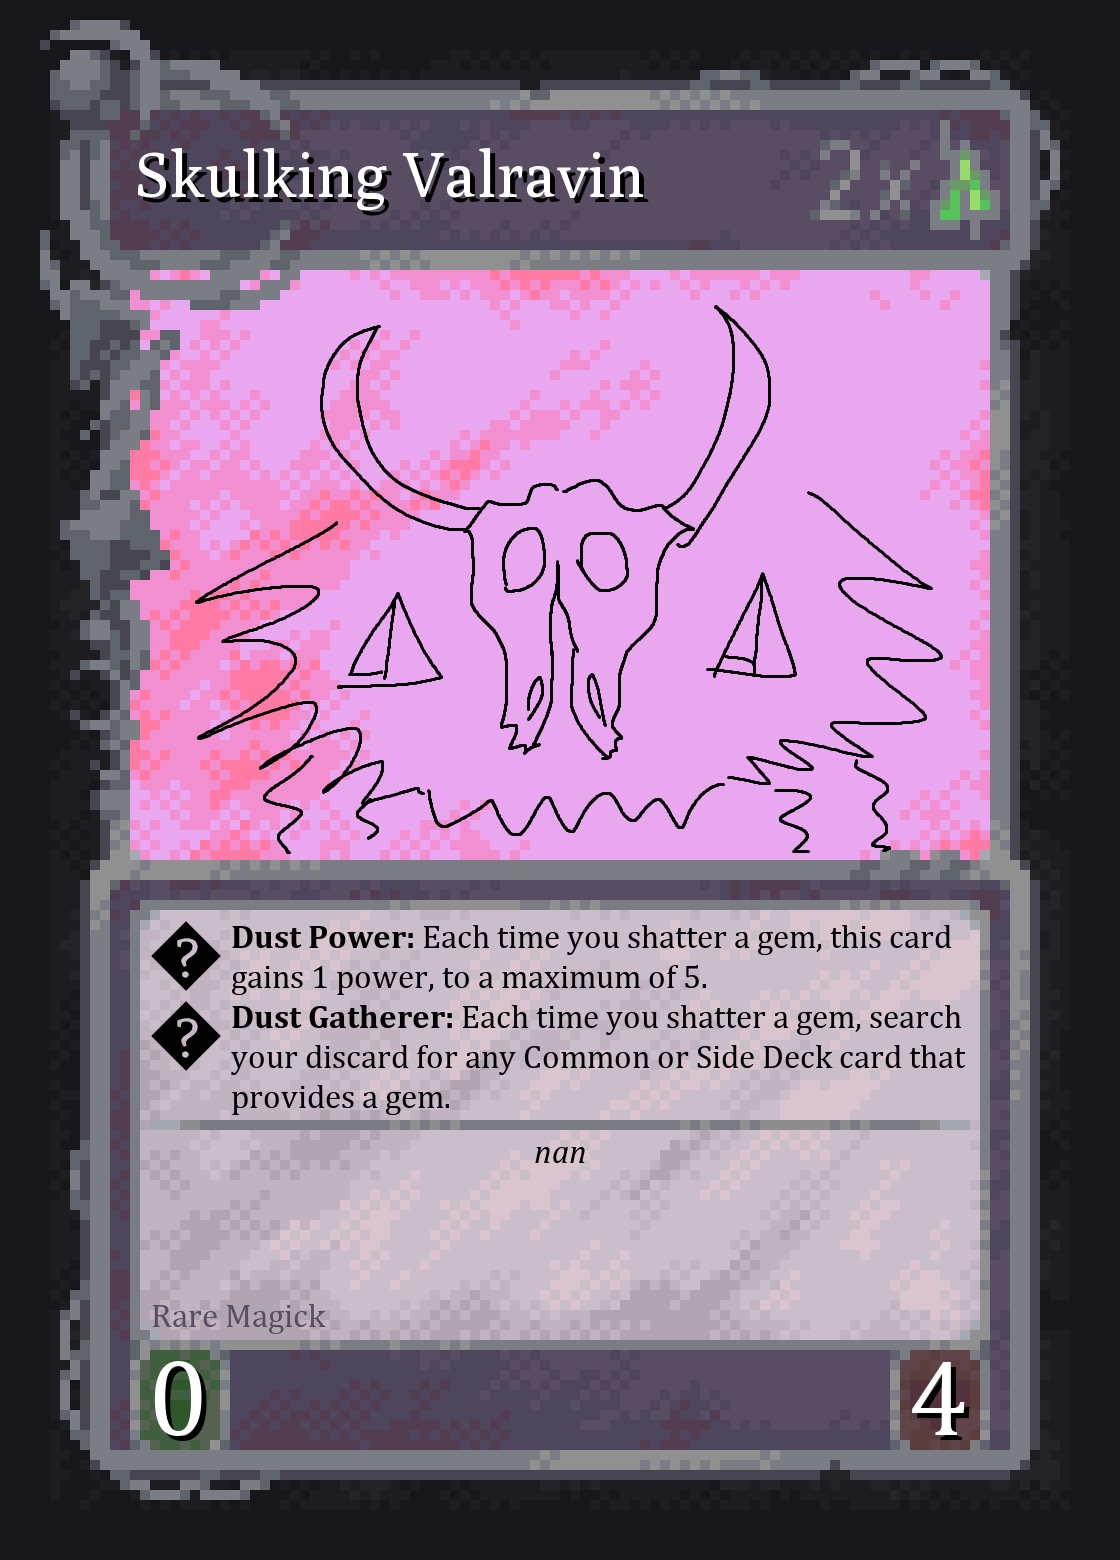 Skulking Valravin 2x
? Dust Power: Each time you shatter a gem, this card
gains 1 power, to a maximum of 5.
? Dust Gatherer: Each time you shatter a gem, search
your discard for any Common or Side Deck card that
provides a gem.
nan
Rare Magick
0 4